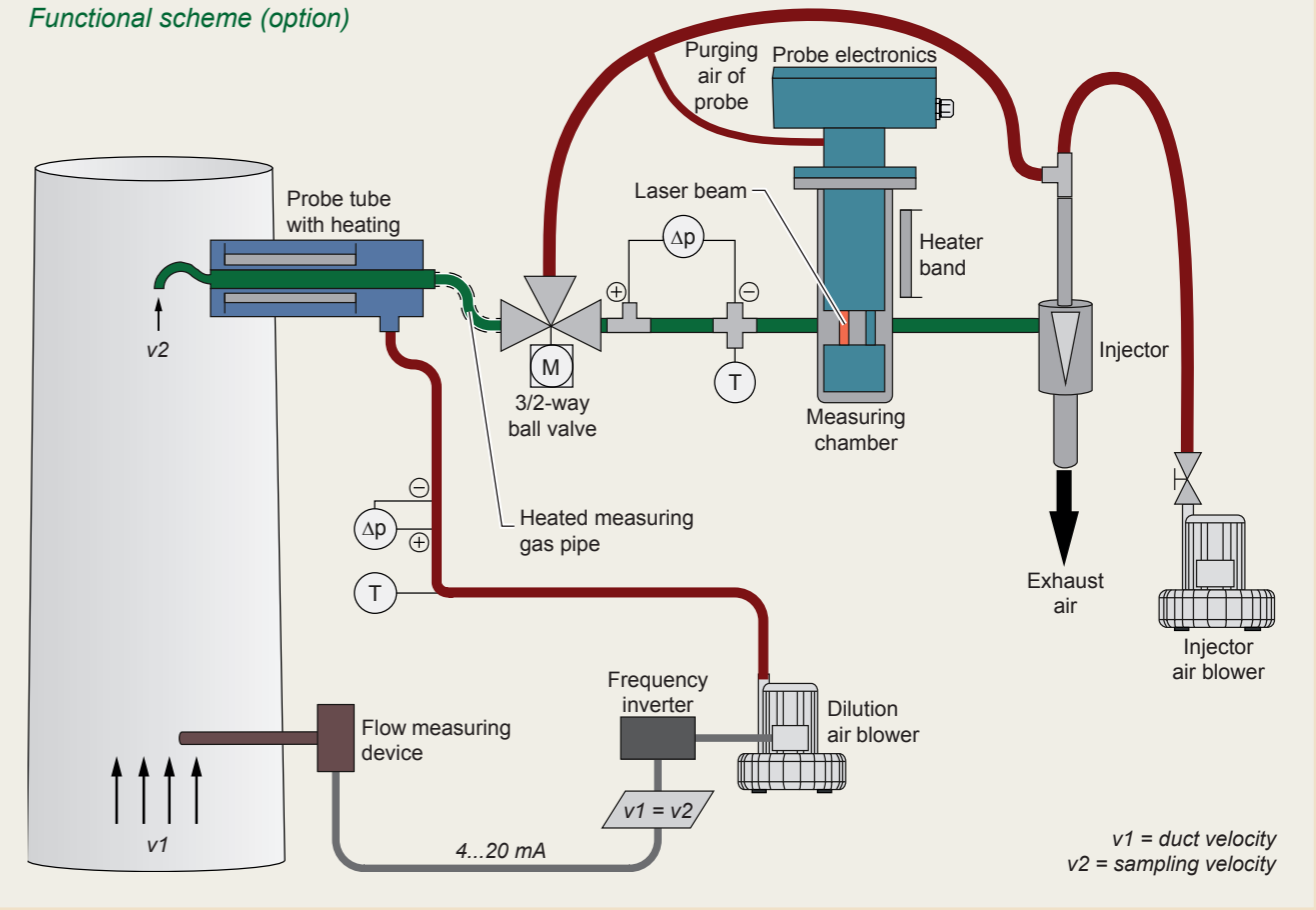 Functional scheme (option)
Purging
air of
probe
Probe electronics
Probe tube
with heating
Laser beam
Δp
Heater
band
+
−
v2
M
T
3/2-way
ball valve
Measuring
chamber
Injector
−
Δp
+
Heated measuring
gas pipe
T
Exhaust
air
Injector
air blower
Frequency
inverter
Flow measuring
device
Dilution
air blower
v1 = v2
v1
4...20 mA
v1 = duct velocity
v2 = sampling velocity